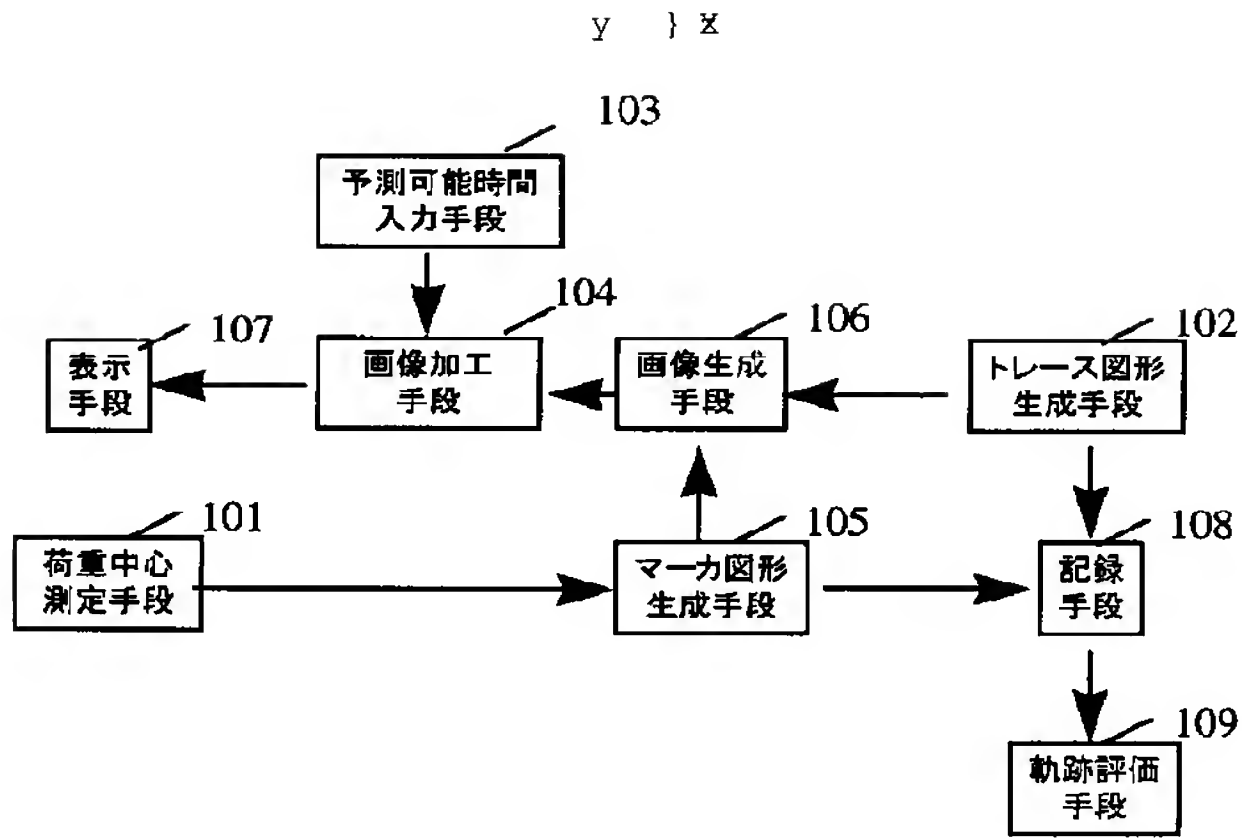 y } X
103
予測可能時間
入力手段
104
106
102
107
表示
手段
画像加工
手段
画像生成
手段
トレース図形
生成手段
101
105
108
荷重中心
測定手段
マーカ図形
生成手段
記録
手段
109
軌跡評価
手段